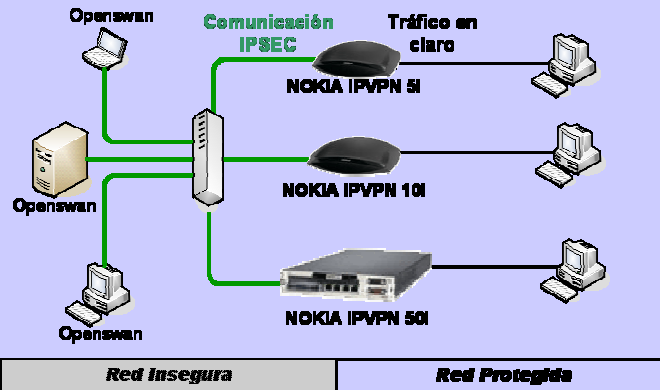 Openswan
Comunicación
IPSEC
Tráfico en
claro
NOKIA IPVPN 5i
Openswan
NOKIA IPVPN 10i
Openswan
NOKIA IPVPN 50i
Red Insegura
Red Protegida